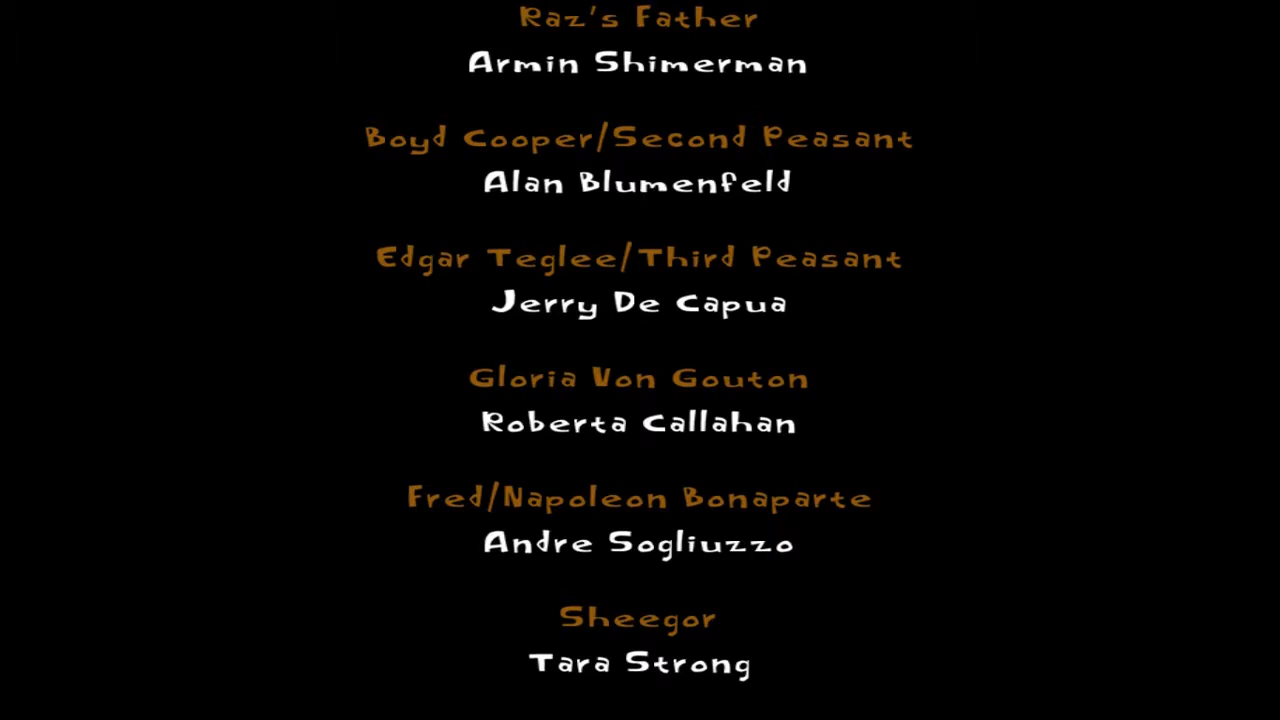 Raz's Father
Armin Shimerman
Boyd Cooper/Second Peasant
Alan Blumenfeld
Edgar Teglee/Third Peasant
Jerry De Capua
Gloria Von Gouton
Roberta Callahan
Fred/Napoleon Bonaparte
Andre Sogliuzzo
Sheegor
Tara Strong